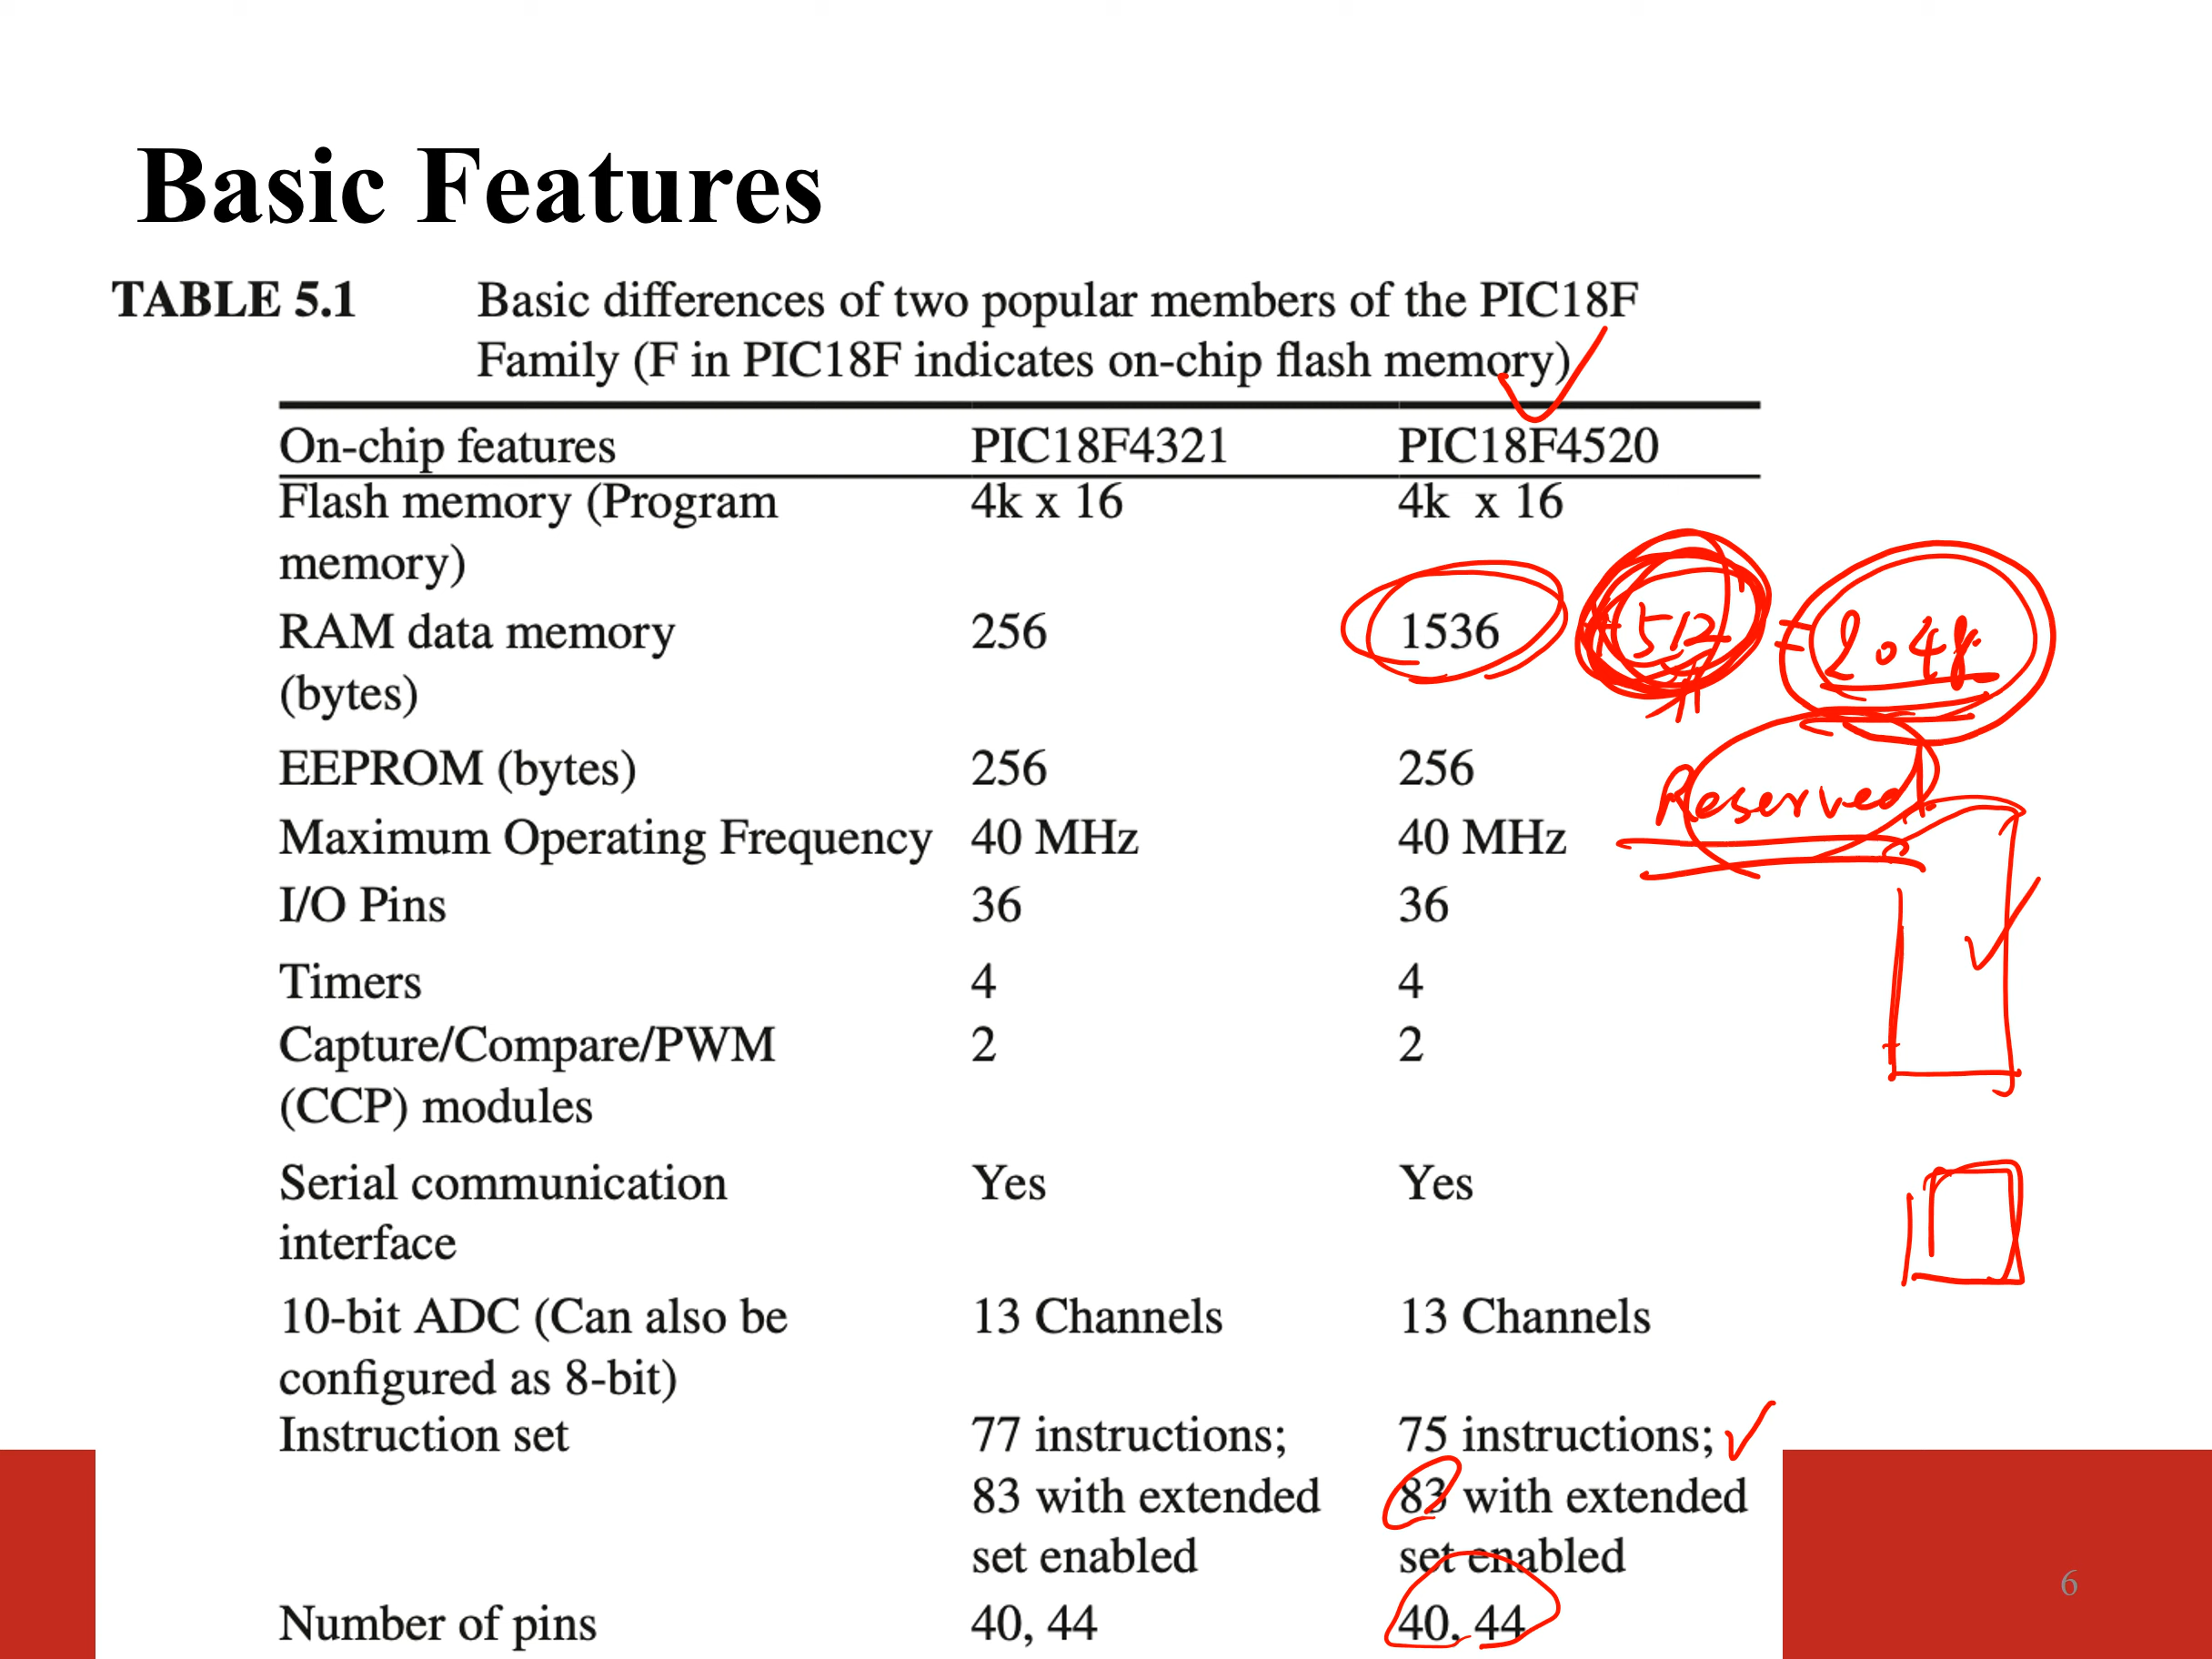 Basic Features
TABLE 5.1 Basic differences of two popular members of the PIC18F
Family (F in PIC18F indicates on-chip flash memory)
On-chip features PIC18F4321 PIC18F4520
Flash memory (Program 4k x 16 4k x 16
memory)
RAM data memory 256 1536 +512 = 2048
(bytes)
EEPROM (bytes) 256 256 Reserved
Maximum Operating Frequency 40 MHz 40 MHz
I/O Pins 36 36
Timers 4 4
Capture/Compare/PWM 2 2
(CCP) modules
Serial communication Yes Yes
interface
10-bit ADC (Can also be 13 Channels 13 Channels
configured as 8-bit)
Instruction set 77 instructions; 75 instructions;
83 with extended 83 with extended
set enabled set enabled
Number of pins 40, 44 40, 44
6